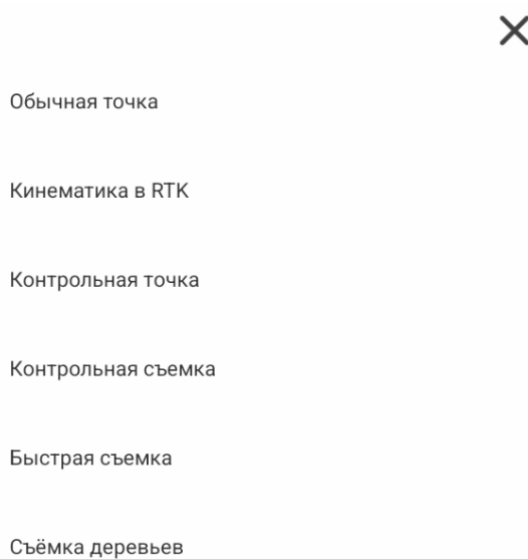 Обычная точка
Кинематика в RTK
Контрольная точка
Контрольная съемка
Быстрая съемка
Съёмка деревьев